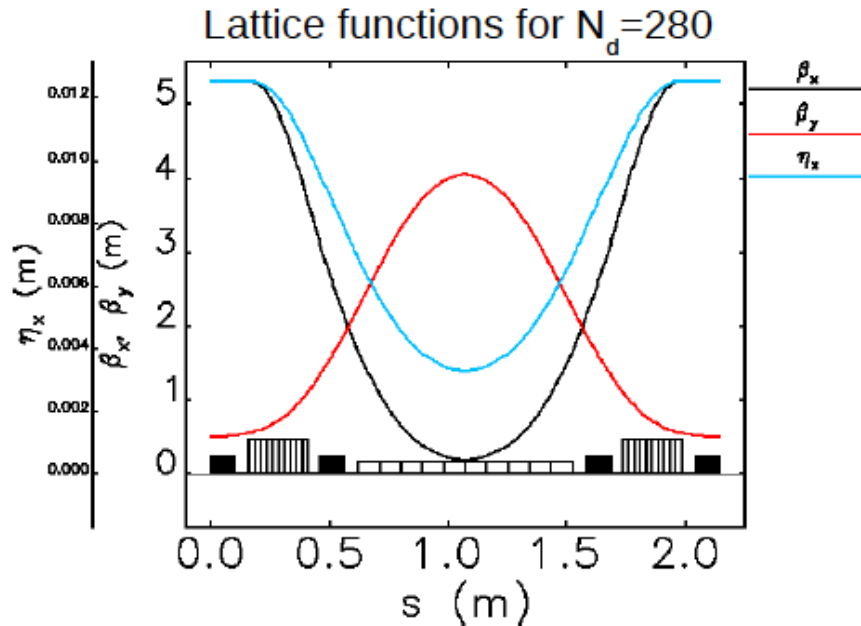 Lattice functions for N_d=280
η_x (m)
0.012
0.010
0.008
0.006
0.004
0.002
0.000
β_x, β_y (m)
5
4
3
2
1
0
0.0 0.5 1.0 1.5 2.0
s (m)
β_x
β_y
η_x